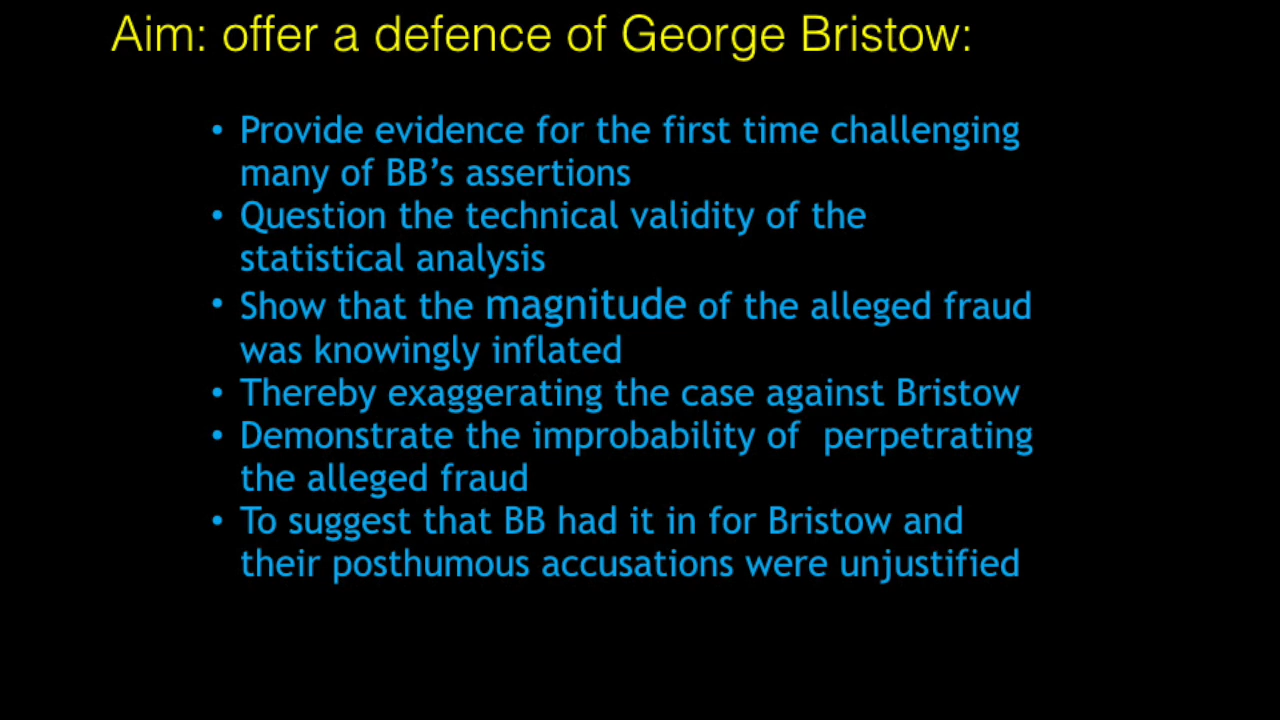 Aim: offer a defence of George Bristow:
• Provide evidence for the first time challenging
many of BB’s assertions
• Question the technical validity of the
statistical analysis
• Show that the magnitude of the alleged fraud
was knowingly inflated
• Thereby exaggerating the case against Bristow
• Demonstrate the improbability of  perpetrating
the alleged fraud
• To suggest that BB had it in for Bristow and
their posthumous accusations were unjustified